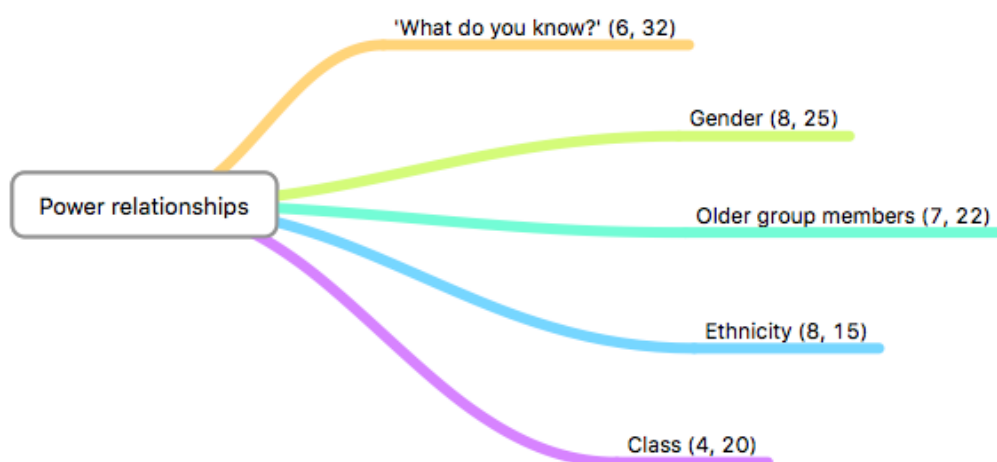 'What do you know?' (6, 32)
Gender (8, 25)
Power relationships
Older group members (7, 22)
Ethnicity (8, 15)
Class (4, 20)